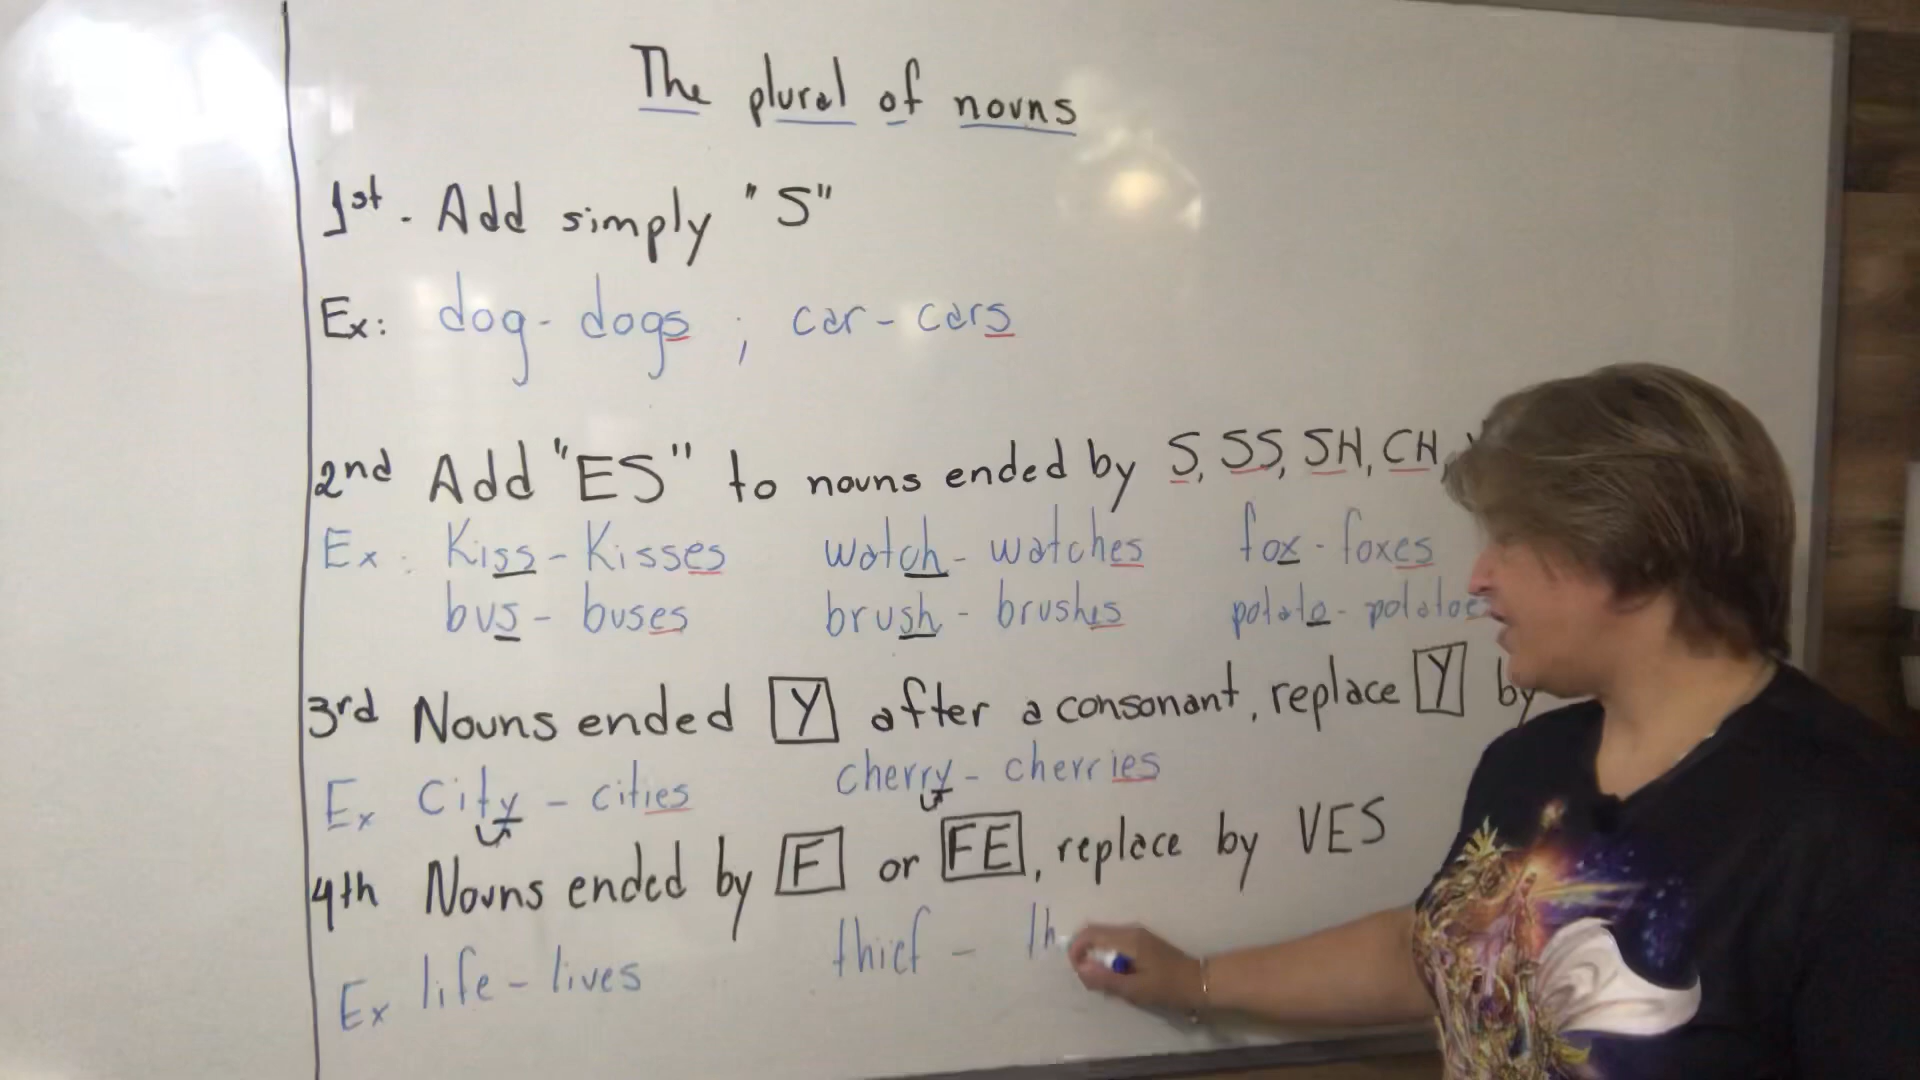 The plural of nouns
1st - Add simply "S"
Ex: dog - dogs ; car - cars
2nd Add "ES" to nouns ended by S, SS, SH, CH,
Ex: Kiss - Kisses watch - watches fox - foxes
bus - buses brush - brushes potato - potatoes
3rd Nouns ended Y after a consonant, replace Y by
Ex City - cities cherry - cherries
4th Nouns ended by F or FE, replace by VES
Ex life - lives thief - th